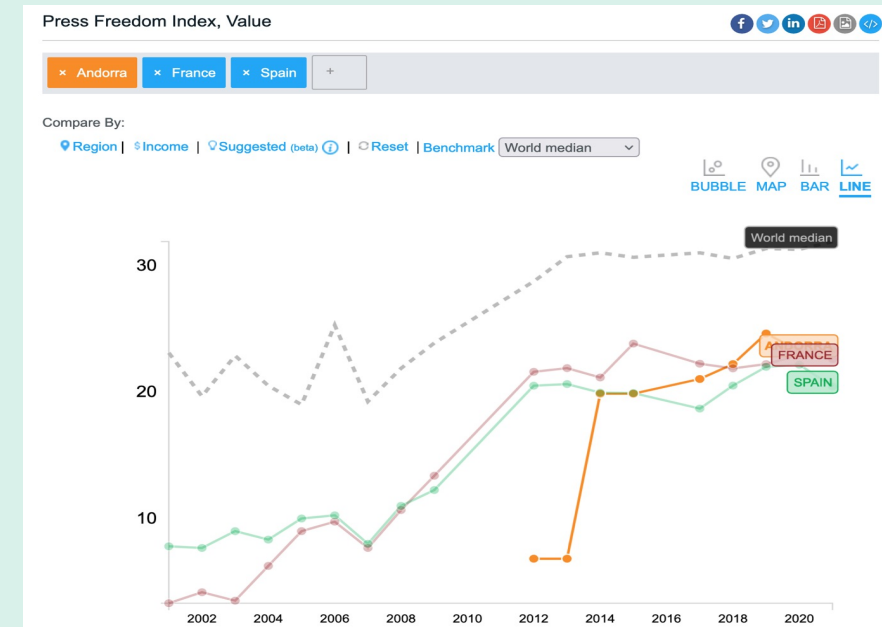 Press Freedom Index, Value
× Andorra × France × Spain +
Compare By:
Region | $ Income | Suggested (beta) i | Reset | Benchmark World median
BUBBLE MAP BAR LINE
World median
30
FRANCE
20
SPAIN
10
2002 2004 2006 2008 2010 2012 2014 2016 2018 2020